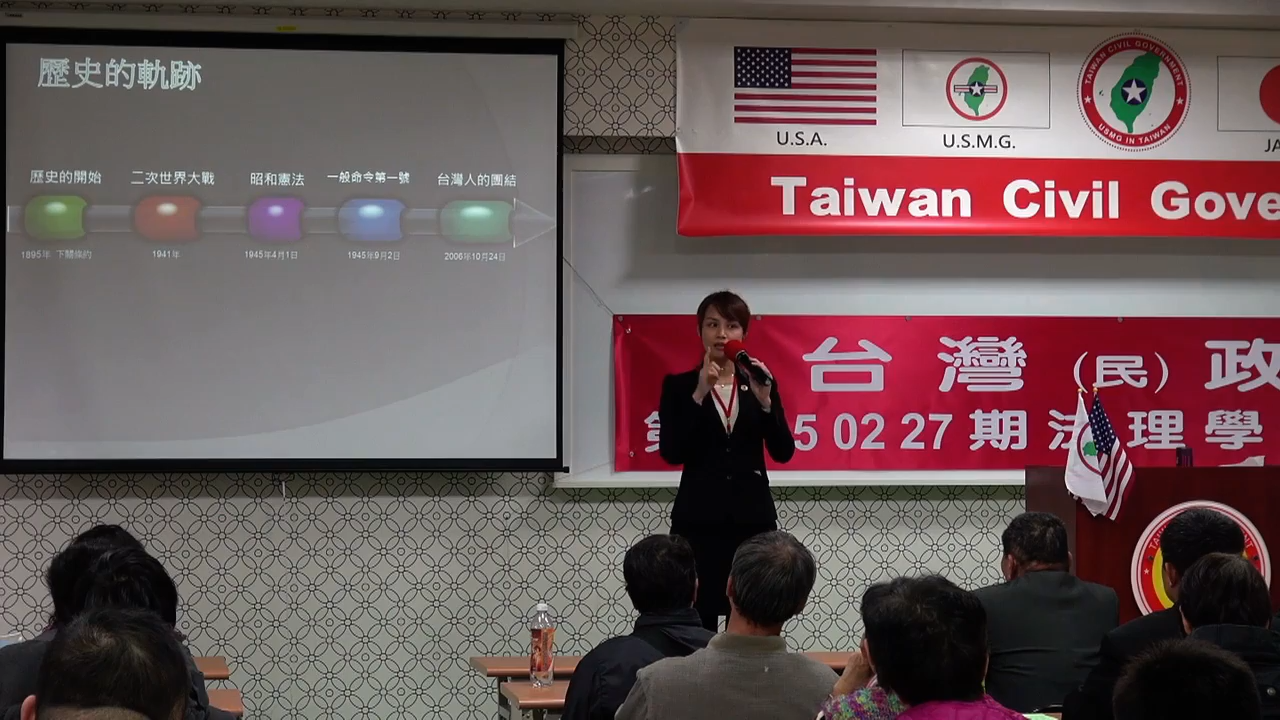 歷史的軌跡
歷史的開始
二次世界大戰
昭和憲法
一般命令第一號
台灣人的團結
1895年 下關條約
1941年
1945年4月1日
1945年9月2日
2006年10月24日
U.S.A.
U.S.M.G.
TAIWAN CIVIL GOVERNMENT
USMG IN TAIWAN
JA
Taiwan Civil Gove
台灣(民)政
第 5 02 27 期法理學